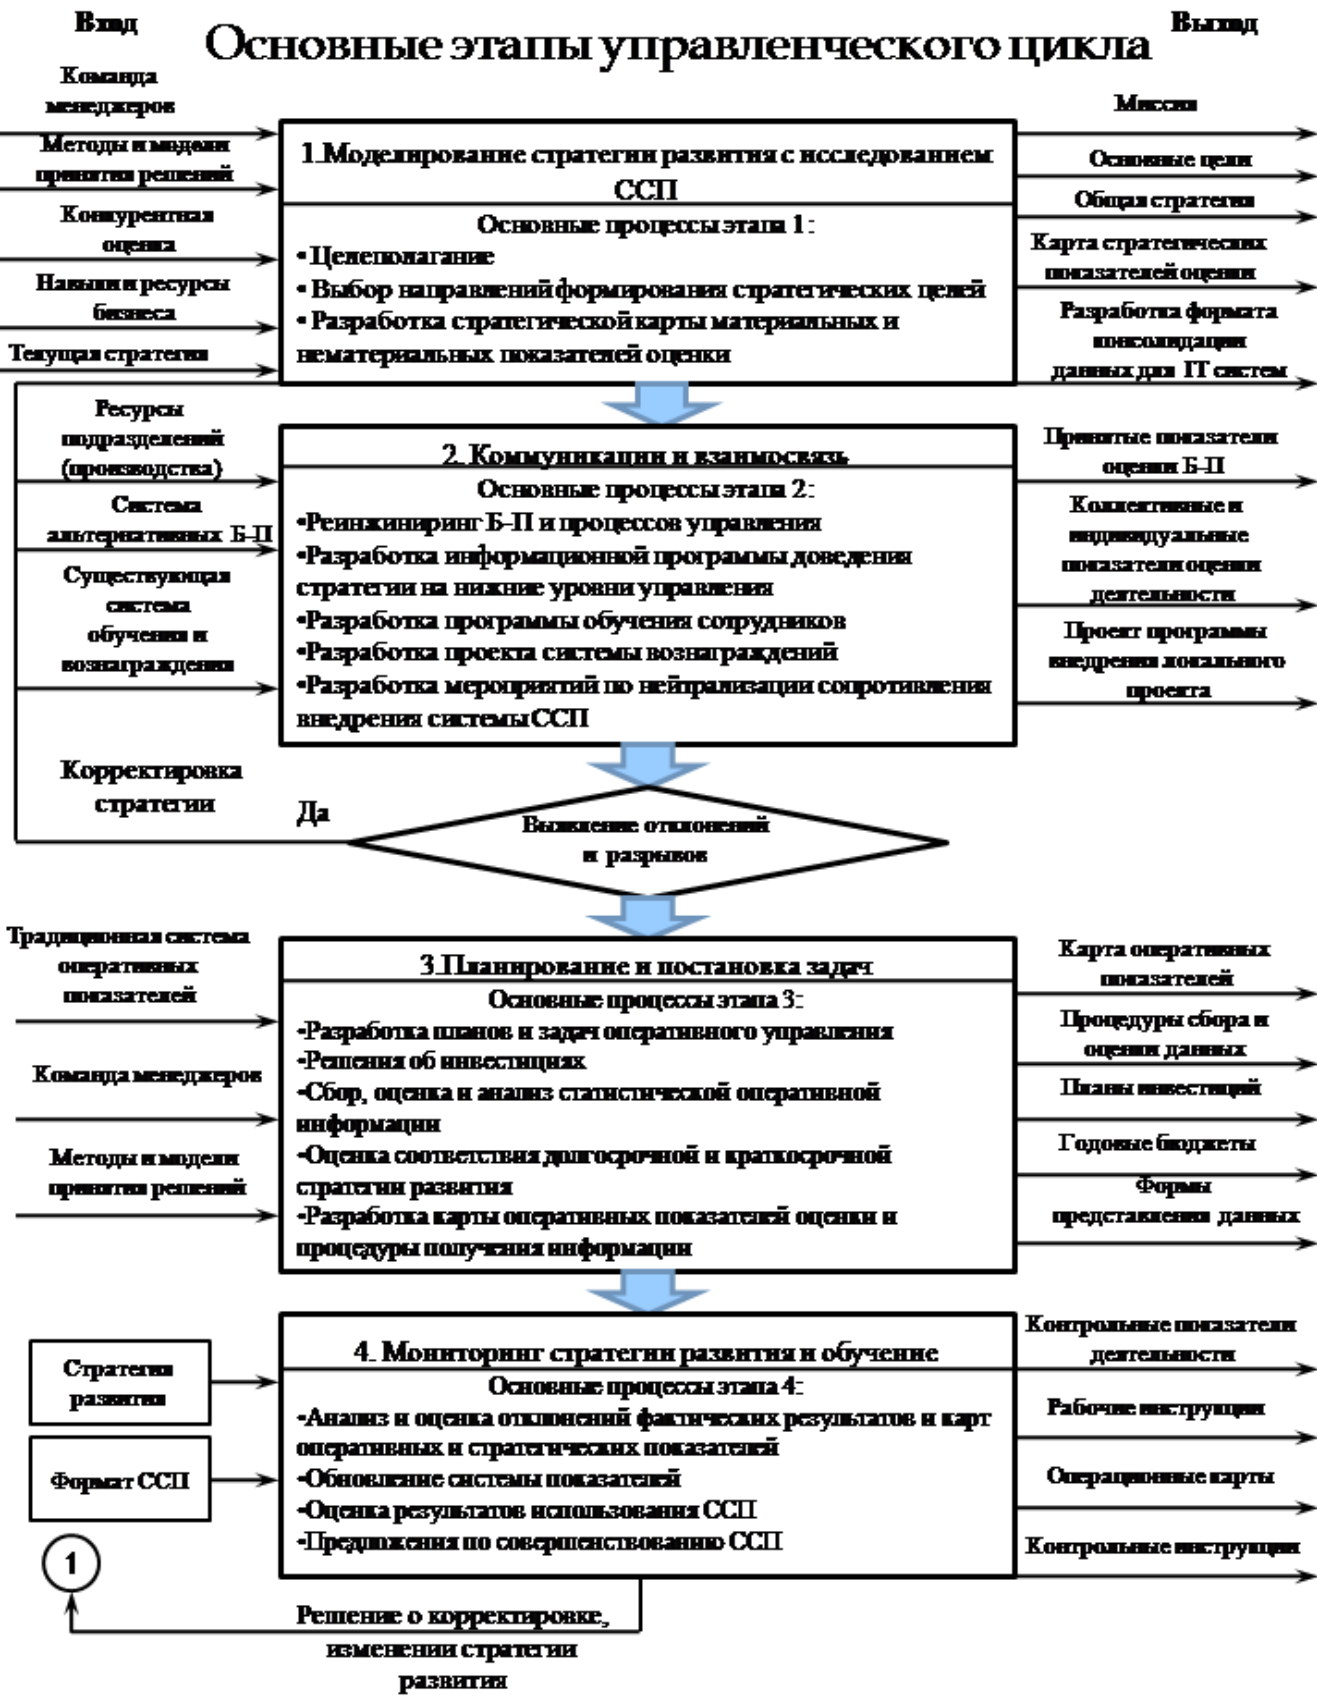 Вход
Основные этапы управленческого цикла
Выход
Команда
менеджеров
Методы и модели
принятия решений
Конкурентная
оценка
Навыки и ресурсы
бизнеса
Текущая стратегия
1.Моделирование стратегии развития с исследованием
ССП
Основные процессы этапа 1:
• Целеполагание
• Выбор направлений формирования стратегических целей
• Разработка стратегической карты материальных и
нематериальных показателей оценки
Миссия
Основные цели
Общая стратегия
Карта стратегических
показателей оценки
Разработка формата
консолидации
данных для IT систем
Ресурсы
подразделений
(производства)
Система
альтернативных Б-П
Существующая
система
обучения и
вознаграждения
2. Коммуникации и взаимосвязь
Основные процессы этапа 2:
•Реинжиниринг Б-П и процессов управления
•Разработка информационной программы доведения
стратегии на нижние уровни управления
•Разработка программы обучения сотрудников
•Разработка проекта системы вознаграждений
•Разработка мероприятий по нейтрализации сопротивления
внедрения системы ССП
Принятые показатели
оценки Б-П
Коллективные и
индивидуальные
показатели оценки
деятельности
Проект программы
внедрения локального
проекта
Корректировка
стратегии
Да
Выявление отклонений
и разрывов
Традиционная система
оперативных
показателей
Команда менеджеров
Методы и модели
принятия решений
3.Планирование и постановка задач
Основные процессы этапа 3:
•Разработка планов и задач оперативного управления
•Решения об инвестициях
•Сбор, оценка и анализ статистической оперативной
информации
•Оценка соответствия долгосрочной и краткосрочной
стратегии развития
•Разработка карты оперативных показателей оценки и
процедуры получения информации
Карта оперативных
показателей
Процедуры сбора и
оценки данных
Планы инвестиций
Годовые бюджеты
Формы
представления данных
Стратегия
развития
Формат ССП
1
4. Мониторинг стратегии развития и обучение
Основные процессы этапа 4:
•Анализ и оценка отклонений фактических результатов и карт
оперативных и стратегических показателей
•Обновление системы показателей
•Оценка результатов использования ССП
•Предложения по совершенствованию ССП
Контрольные показатели
деятельности
Рабочие инструкции
Операционные карты
Контрольные инструкции
Решение о корректировке,
изменении стратегии
развития